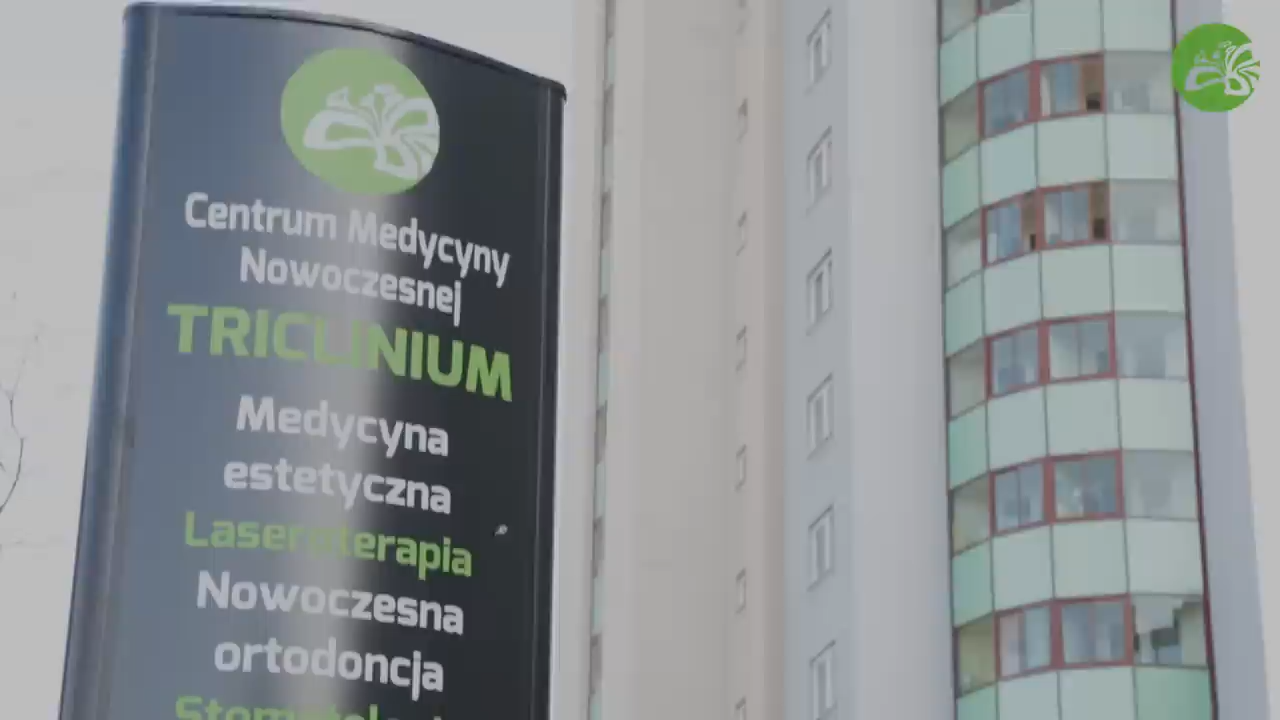 Centrum Medycyny
Nowoczesnej
TRICLINIUM
Medycyna
estetyczna
Laseroterapia
Nowoczesna
ortodoncja